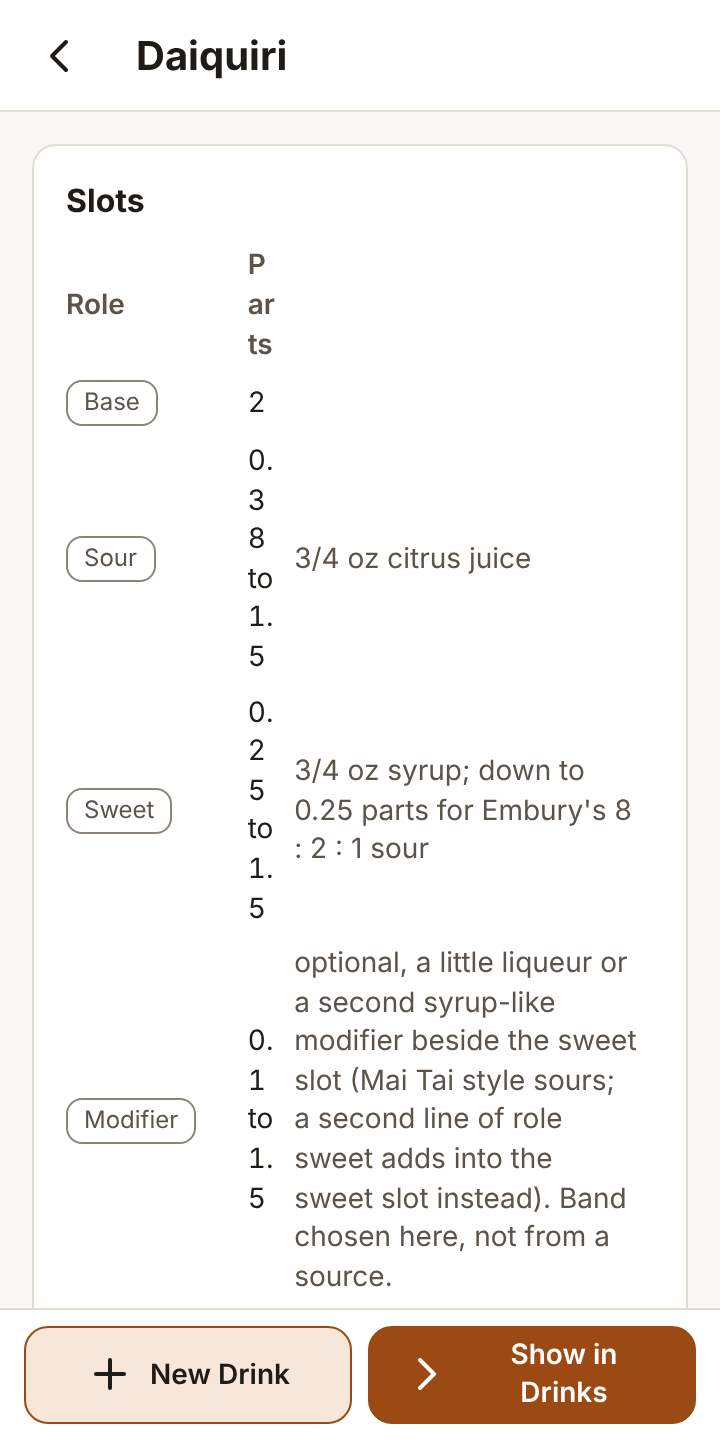 Daiquiri
Slots
Role
P
ar
ts
Base
2
Sour
0.
3
8
to
1.
5
3/4 oz citrus juice
Sweet
0.
2
5
to
1.
5
3/4 oz syrup; down to
0.25 parts for Embury's 8
: 2 : 1 sour
Modifier
0.
1
to
1.
5
optional, a little liqueur or
a second syrup-like
modifier beside the sweet
slot (Mai Tai style sours;
a second line of role
sweet adds into the
sweet slot instead). Band
chosen here, not from a
source.
New Drink
Show in
Drinks